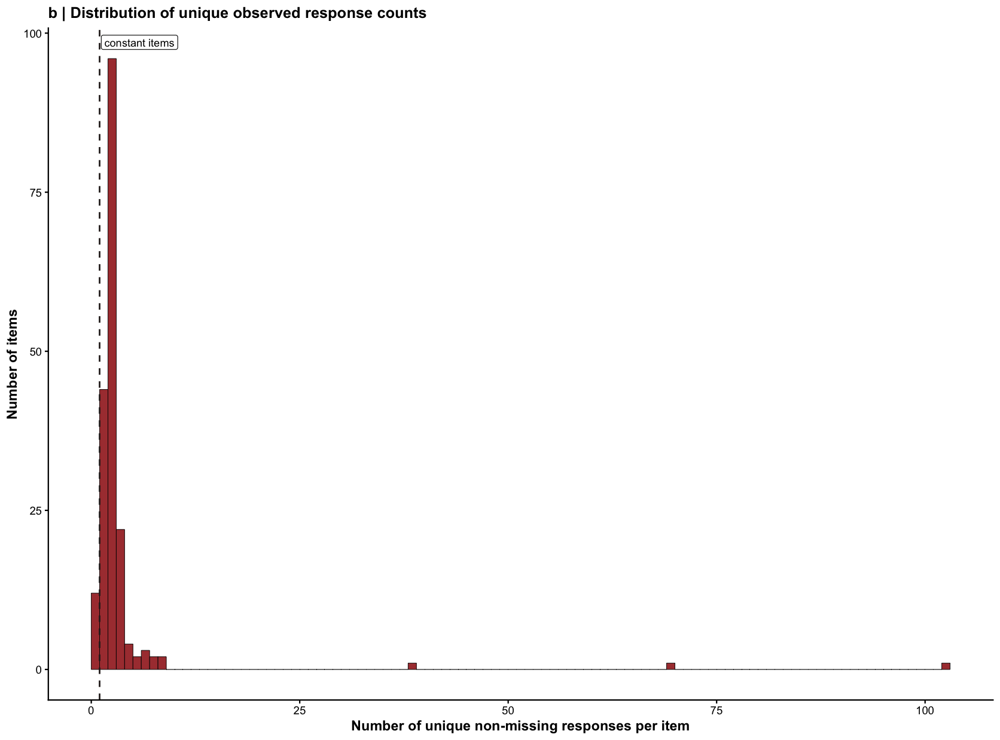 b | Distribution of unique observed response counts
constant items
100
75
50
25
0
Number of items
0 25 50 75 100
Number of unique non-missing responses per item